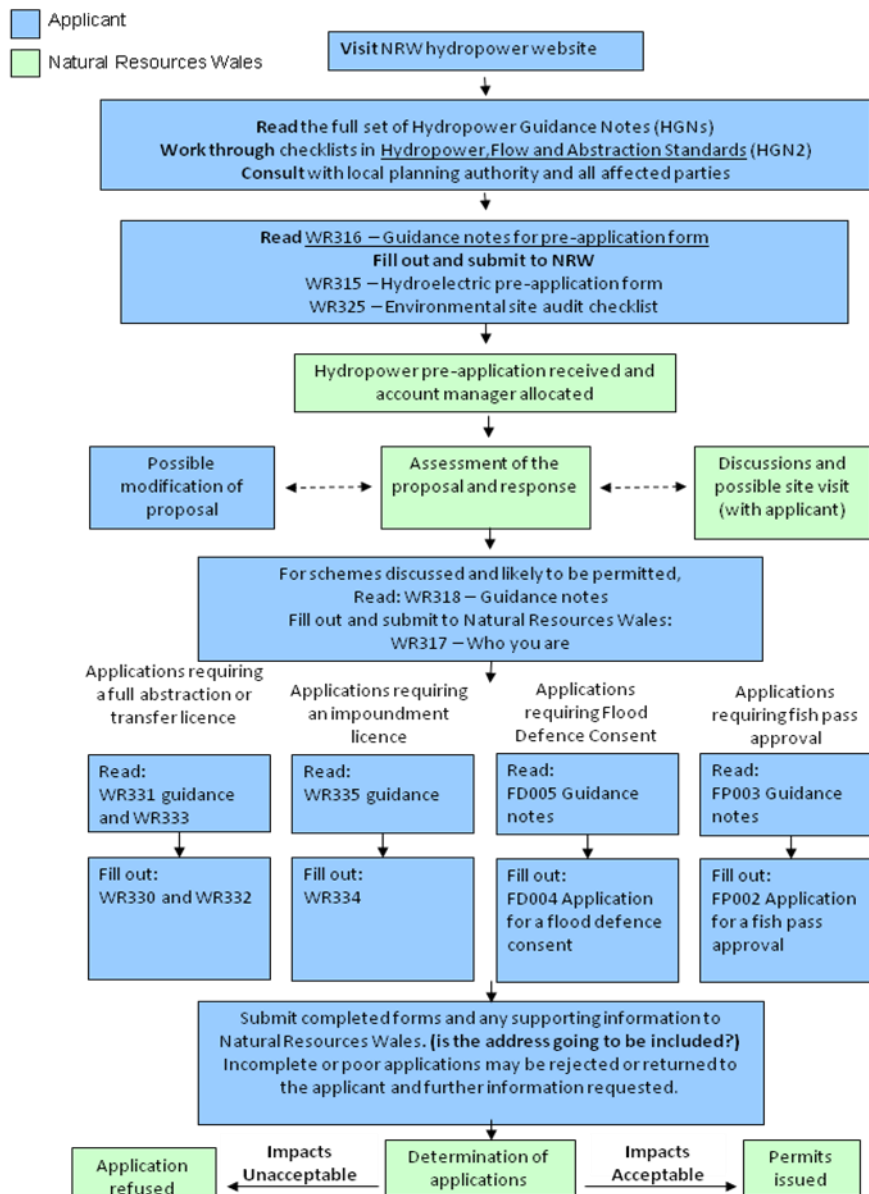 Applicant
Natural Resources Wales
Visit NRW hydropower website
Read the full set of Hydropower Guidance Notes (HGNs)
Work through checklists in Hydropower, Flow and Abstraction Standards (HGN2)
Consult with local planning authority and all affected parties
Read WR316 – Guidance notes for pre-application form
Fill out and submit to NRW
WR315 – Hydroelectric pre-application form
WR325 – Environmental site audit checklist
Hydropower pre-application received and
account manager allocated
Possible
modification of
proposal
Assessment of the
proposal and response
Discussions and
possible site visit
(with applicant)
For schemes discussed and likely to be permitted,
Read: WR318 – Guidance notes
Fill out and submit to Natural Resources Wales:
WR317 – Who you are
Applications requiring
a full abstraction or
transfer licence
Applications requiring
an impoundment
licence
Applications
requiring Flood
Defence Consent
Applications
requiring fish pass
approval
Read:
WR331 guidance
and WR333
Read:
WR335 guidance
Read:
FD005 Guidance
notes
Read:
FP003 Guidance
notes
Fill out:
WR330 and WR332
Fill out:
WR334
Fill out:
FD004 Application
for a flood defence
consent
Fill out:
FP002 Application
for a fish pass
approval
Submit completed forms and any supporting information to
Natural Resources Wales. (is the address going to be included?)
Incomplete or poor applications may be rejected or returned to
the applicant and further information requested.
Application
refused
Impacts
Unacceptable
Determination of
applications
Impacts
Acceptable
Permits
issued